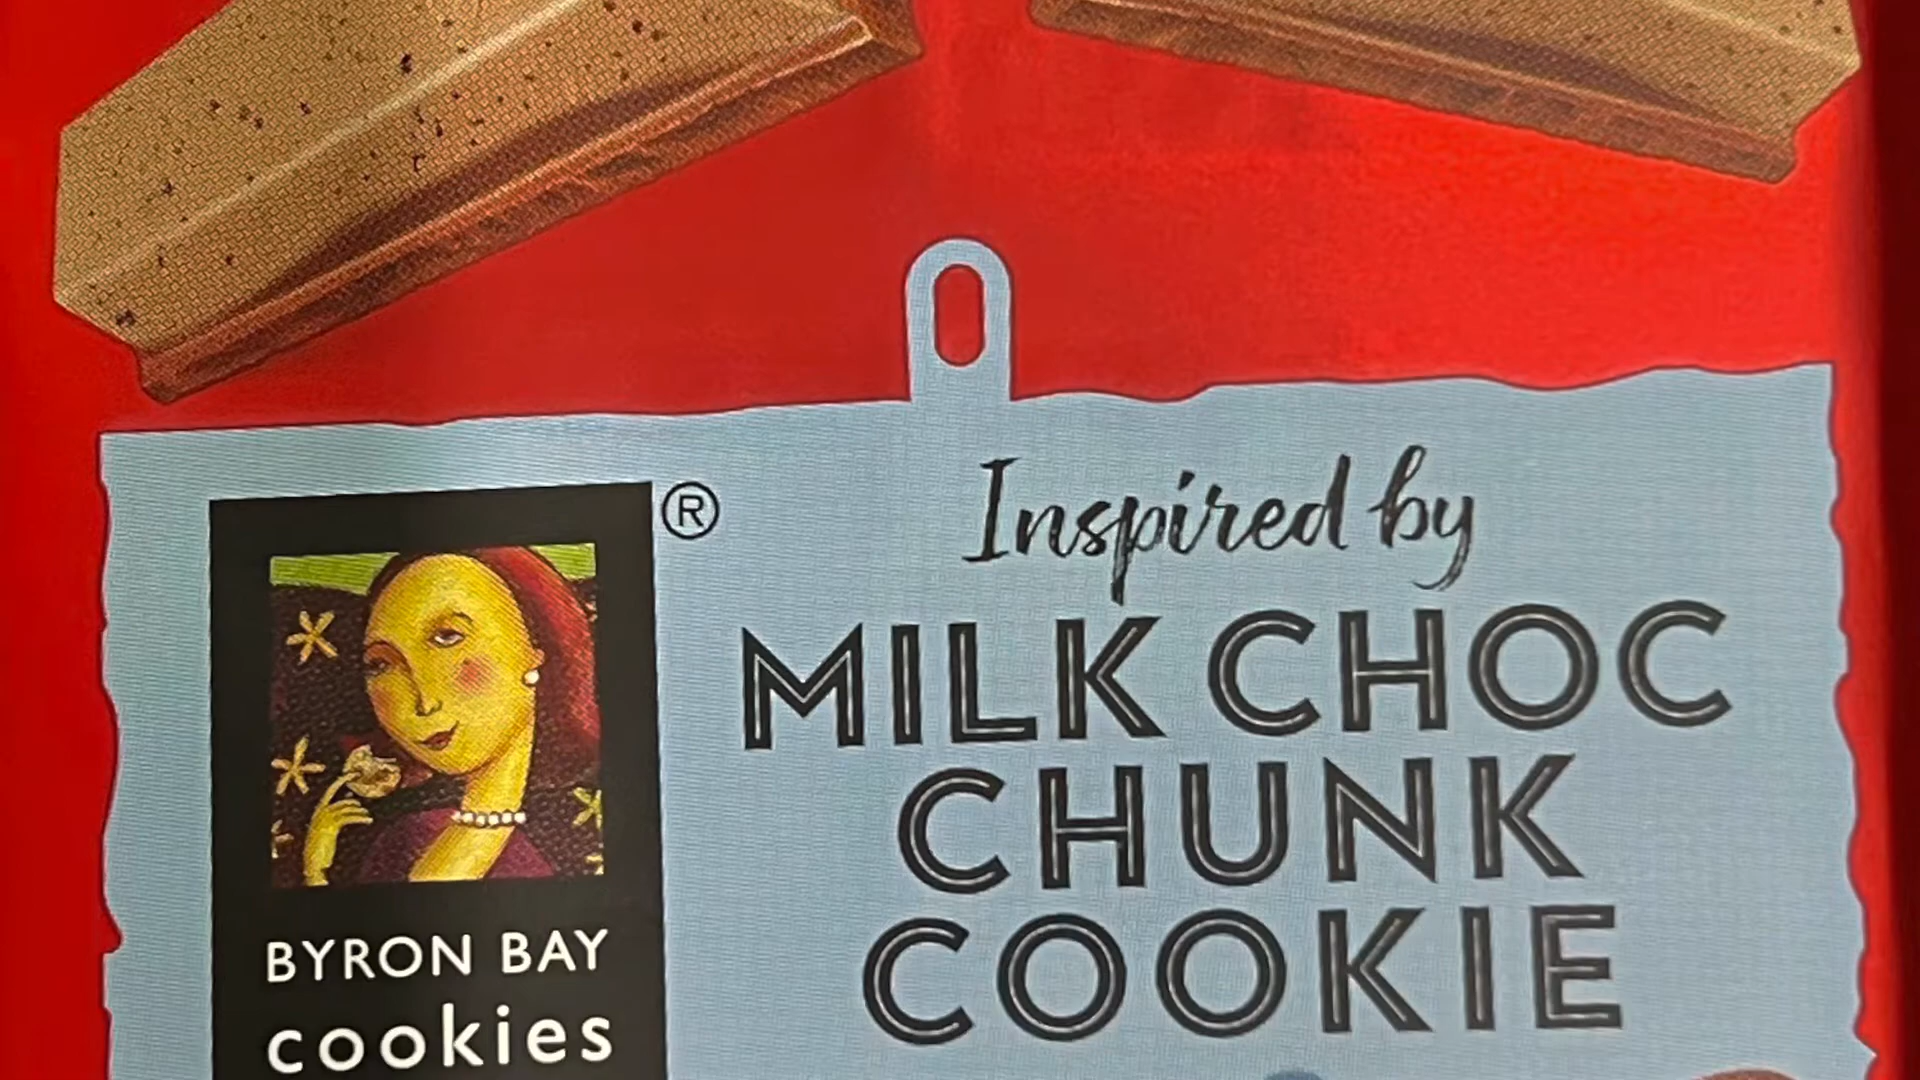 ®
Inspired by
MILK CHOC
CHUNK
COOKIE
BYRON BAY
cookies